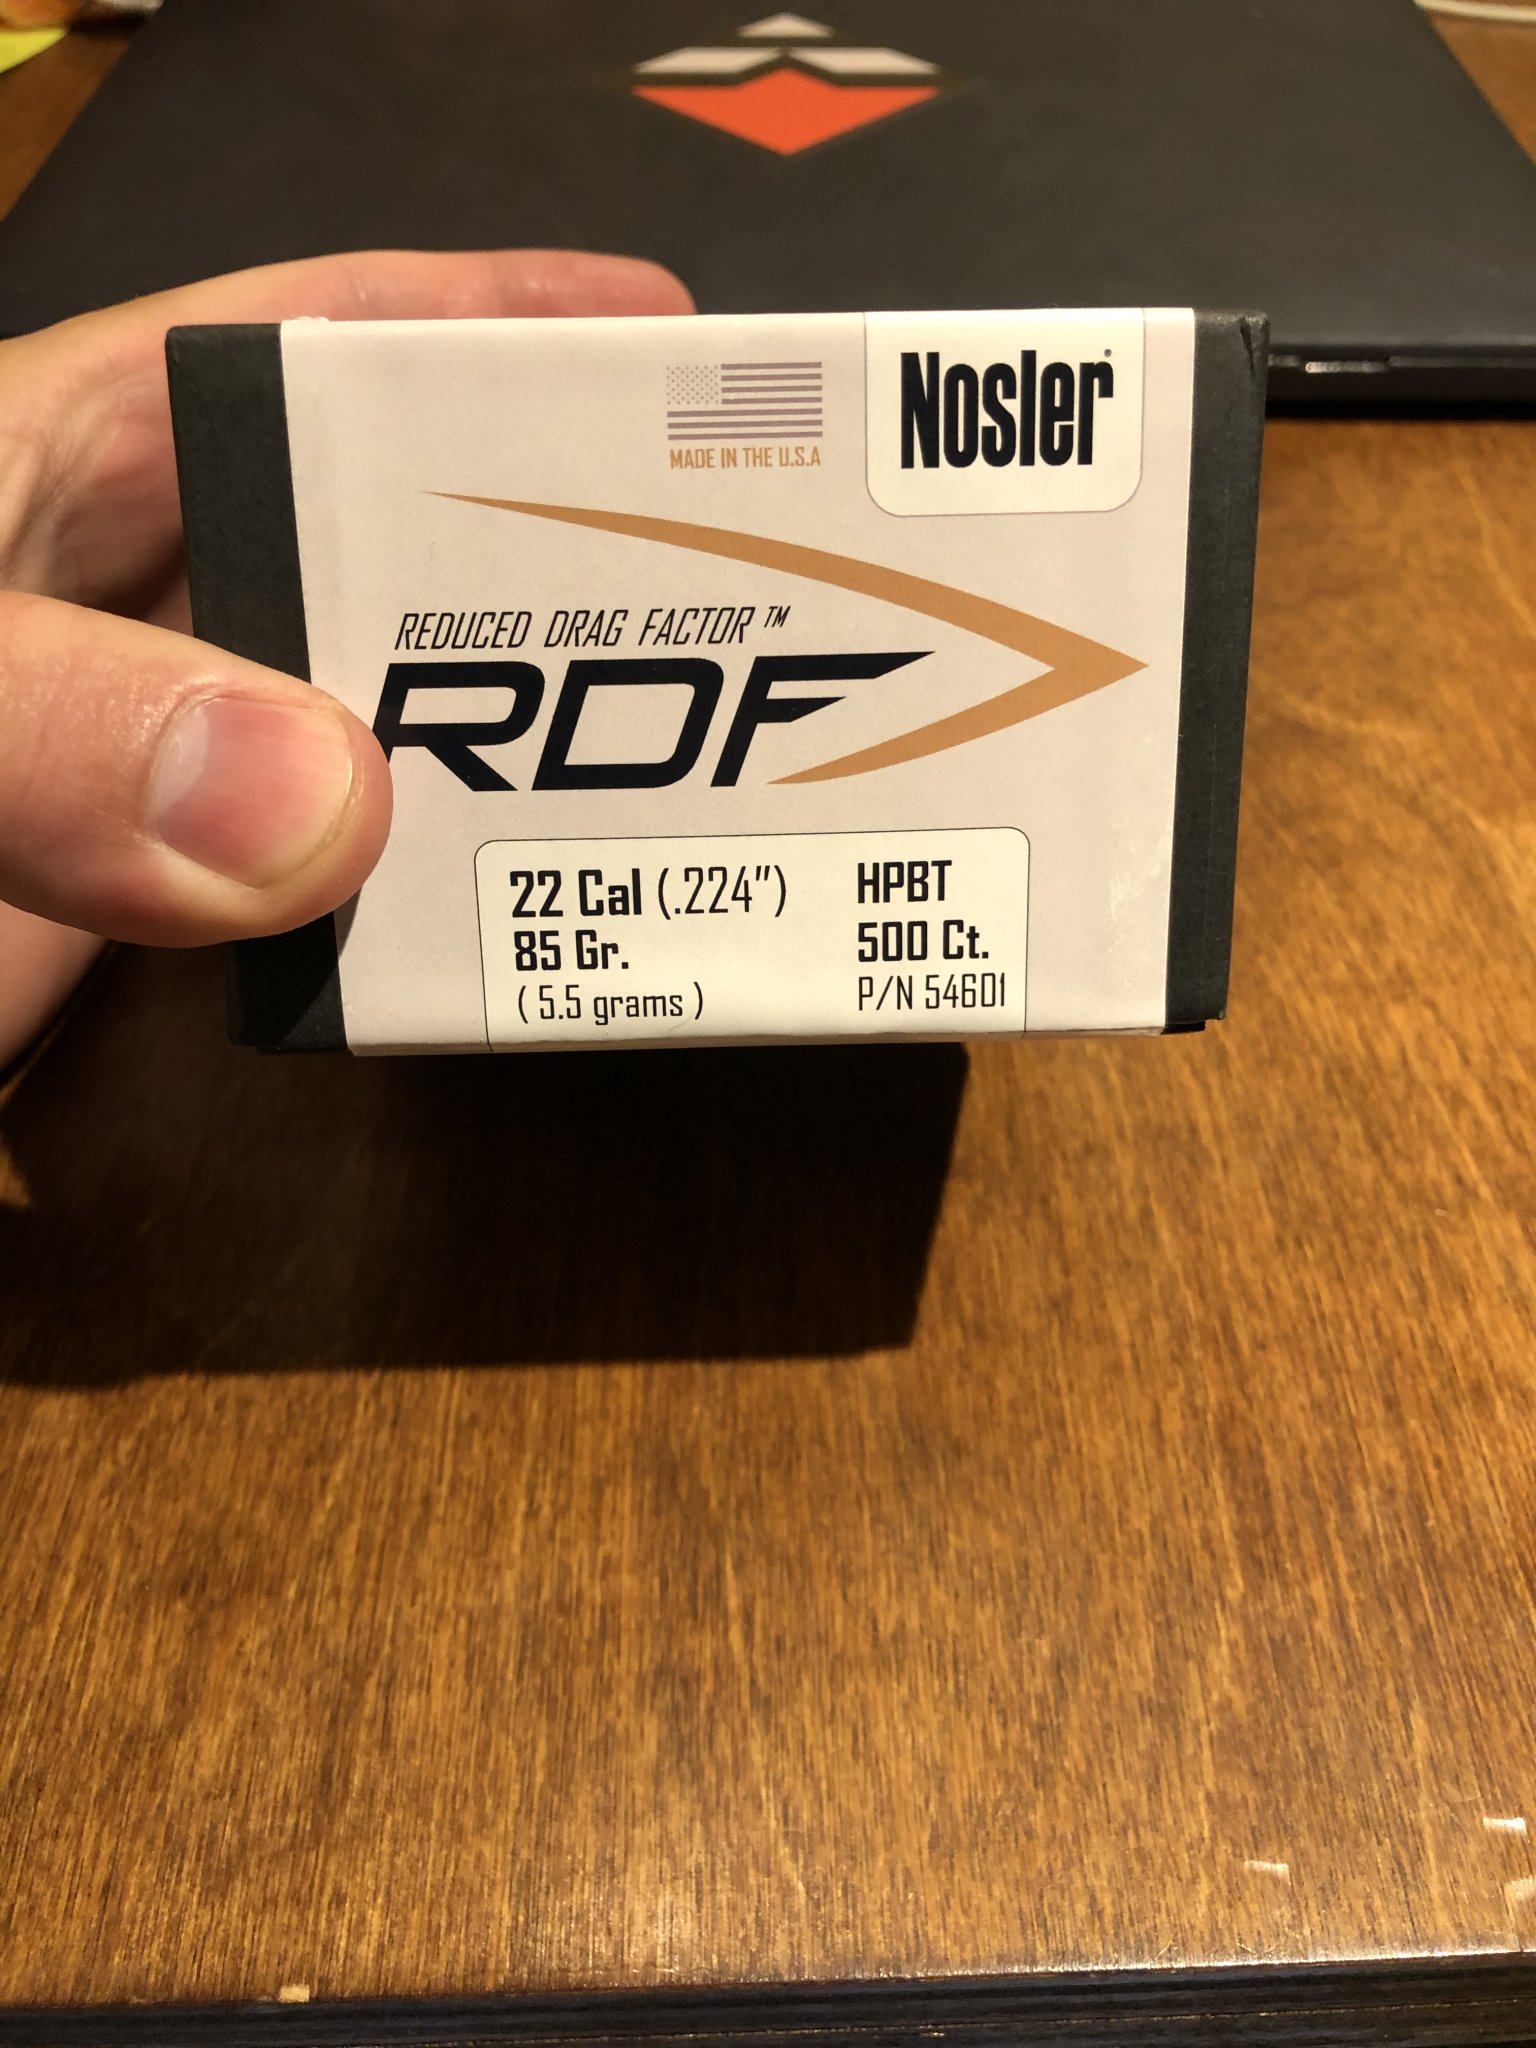 Nosler®
MADE IN THE U.S.A
REDUCED DRAG FACTOR™
RDF
22 Cal (.224")
85 Gr.
( 5.5 grams )
HPBT
500 Ct.
P/N 54601